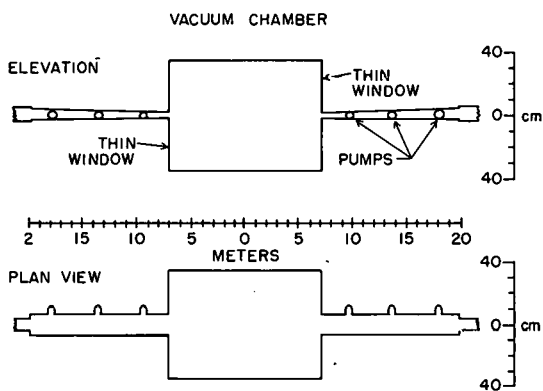 VACUUM CHAMBER
ELEVATION
THIN WINDOW
THIN WINDOW
PUMPS
40
0 cm
40
2 15 10 5 0 5 10 15 20
METERS
PLAN VIEW
40
0 cm
40